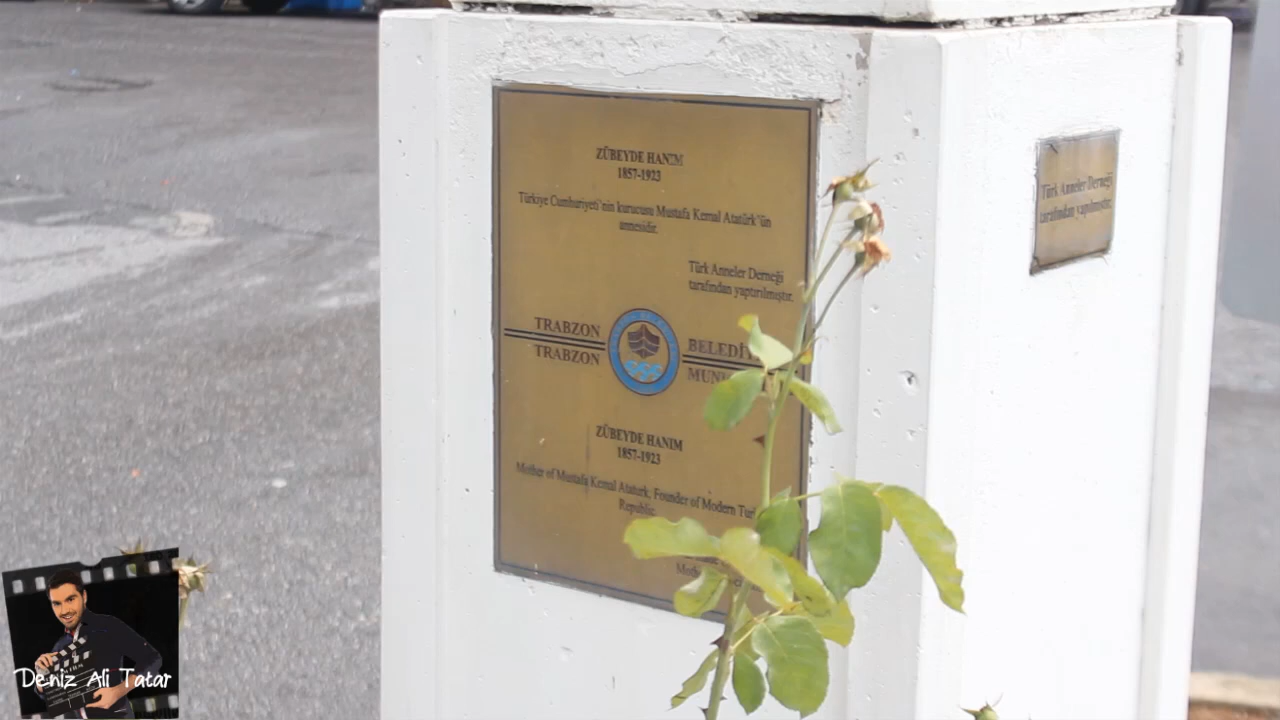 ZÜBEYDE HANIM
1857-1923
Türkiye Cumhuriyeti'nin kurucusu Mustafa Kemal Atatürk'ün
annesidir.
Türk Anneler Derneği
tarafından yaptırılmıştır.
TRABZON
TRABZON
ZÜBEYDE HANIM
1857-1923
Mother of Mustafa Kemal Ataturk, Founder of Modern
Republic.
Türk Anneler Derneği
tarafından yapılmıştır.
Deniz Ali Tatar